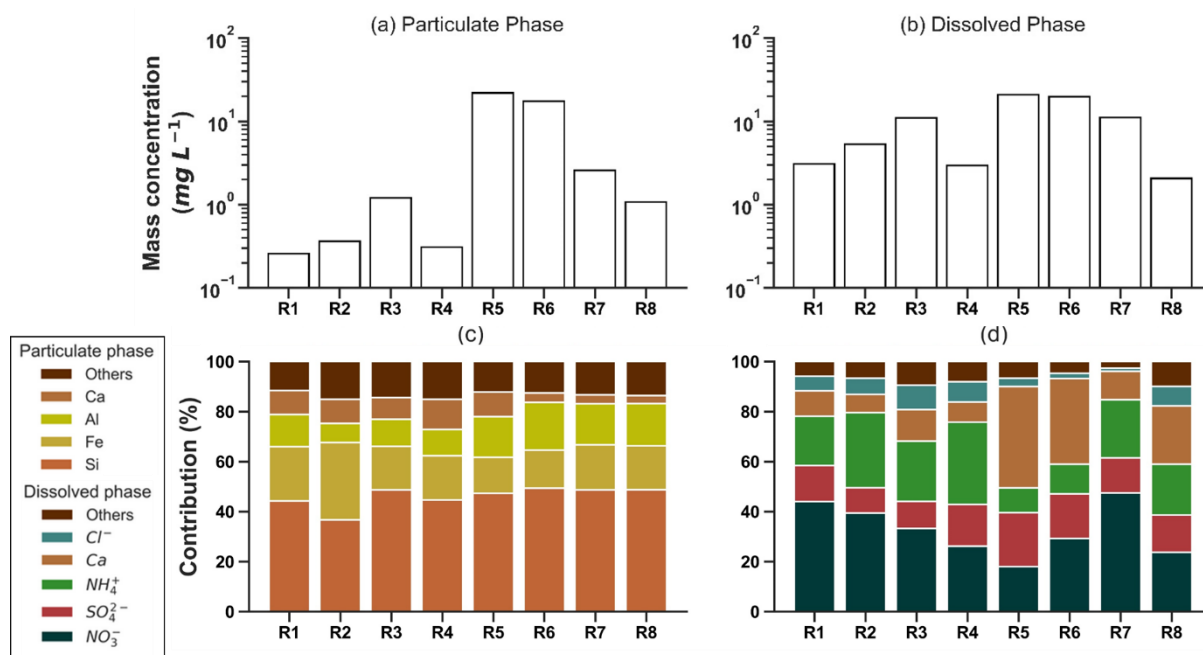 (a) Particulate Phase
(b) Dissolved Phase
Mass concentration
(mg L⁻¹)
10²
10¹
10⁰
10⁻¹
R1 R2 R3 R4 R5 R6 R7 R8
10²
10¹
10⁰
10⁻¹
R1 R2 R3 R4 R5 R6 R7 R8
(c)
(d)
Particulate phase
Others
Ca
Al
Fe
Si
Dissolved phase
Others
Cl⁻
Ca
NH₄⁺
SO₄²⁻
NO₃⁻
Contribution (%)
100
80
60
40
20
0
R1 R2 R3 R4 R5 R6 R7 R8
100
80
60
40
20
0
R1 R2 R3 R4 R5 R6 R7 R8